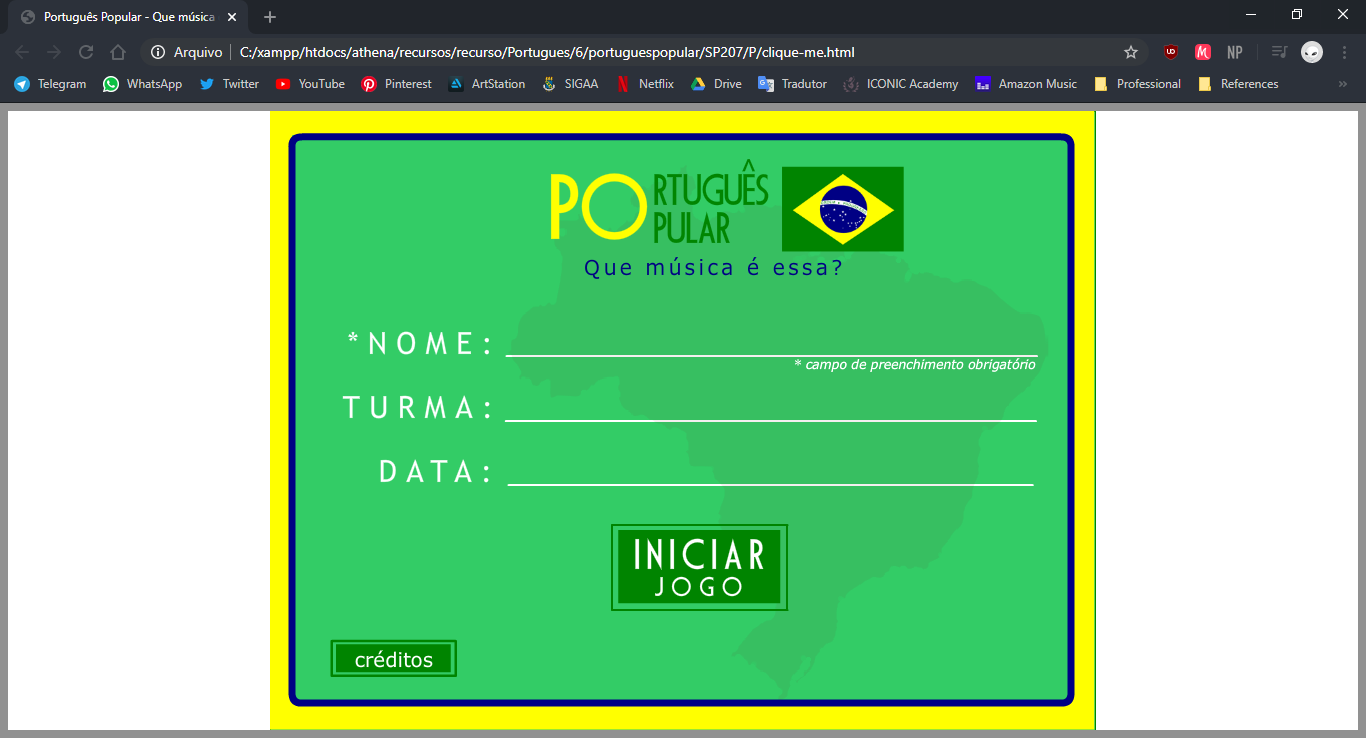 Português Popular - Que música
Arquivo
C:/xampp/htdocs/athena/recursos/recurso/Portugues/6/portuguespopular/SP207/P/clique-me.html
NP
Telegram WhatsApp Twitter YouTube Pinterest ArtStation SIGAA Netflix Drive Tradutor ICONIC Academy Amazon Music Professional References
PORTUGUÊS
PULAR
Que música é essa?
*NOME:
* campo de preenchimento obrigatório
TURMA:
DATA:
INICIAR
JOGO
créditos